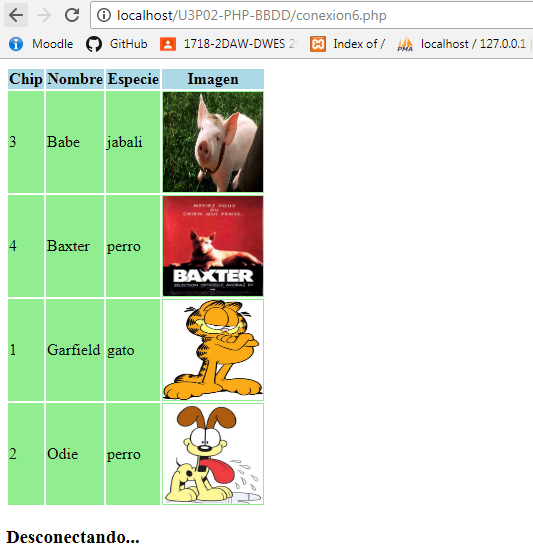 localhost/U3P02-PHP-BBDD/conexion6.php
Moodle GitHub 1718-2DAW-DWES Index of / localhost / 127.0.0.1 |
Chip Nombre Especie Imagen
3 Babe jabali
MEFIEZ-VOUS
DU
CHIEN QUI PENSE..
4 Baxter perro
BAXTER
SELECTION OFFICIELLE AVORIAZ 89
1 Garfield gato
2 Odie perro
Desconectando...